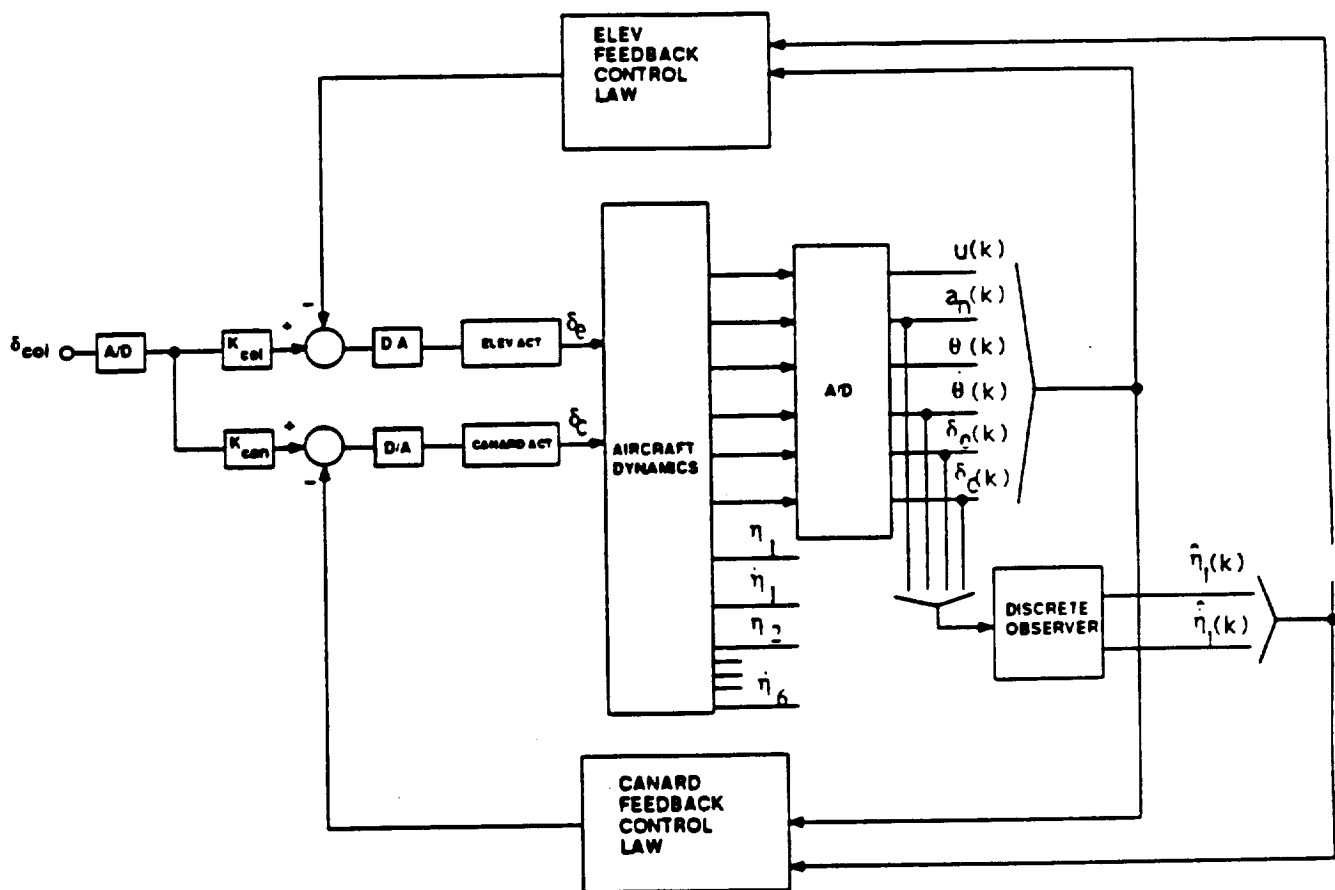 ELEV
FEEDBACK
CONTROL
LAW
δcol
A/D
Kcol
+
-
D A
ELEV ACT
δe
Kcan
+
-
D/A
CANARD ACT
δc
AIRCRAFT
DYNAMICS
A/D
u(k)
an(k)
θ(k)
θ̇(k)
δe(k)
δc(k)
η1
η̇1
η2
η̇6
DISCRETE
OBSERVER
η̂1(k)
η̇̂1(k)
CANARD
FEEDBACK
CONTROL
LAW